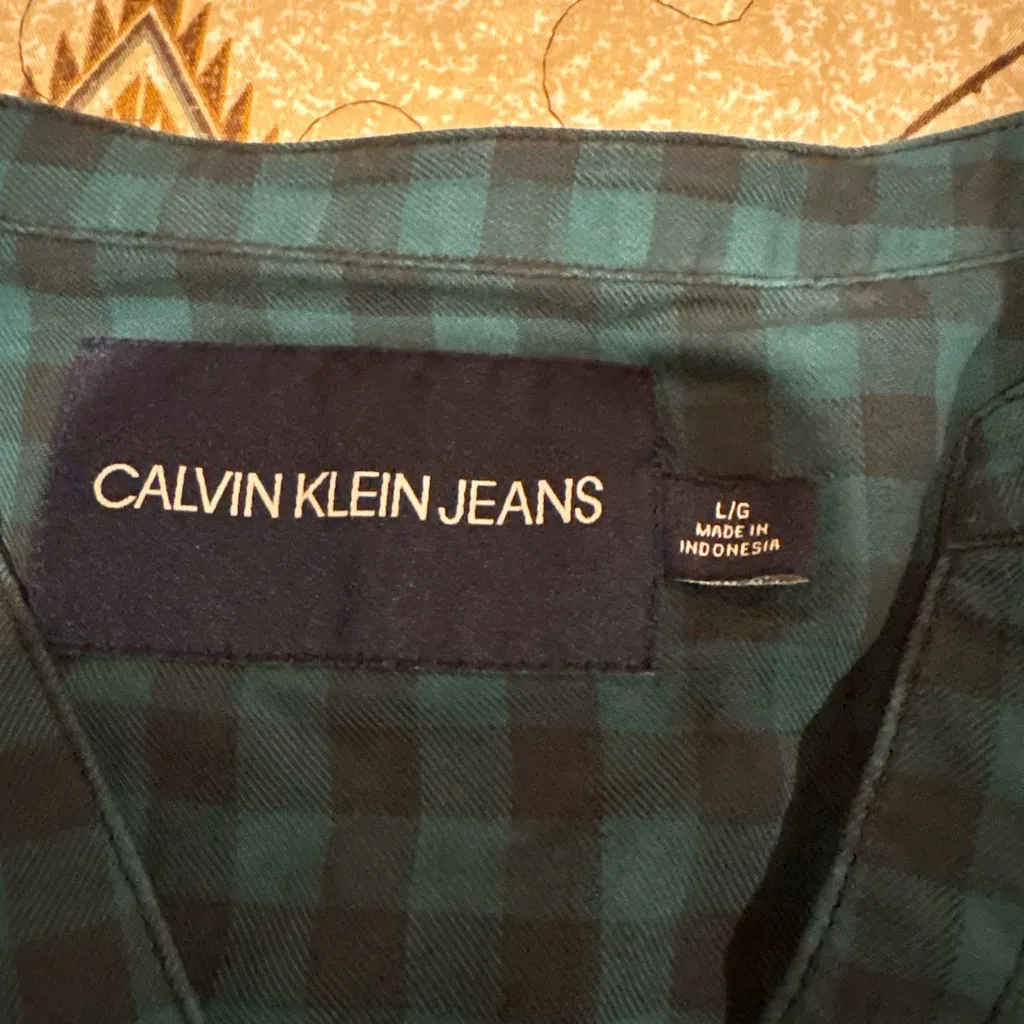 CALVIN KLEIN JEANS
L/G
MADE IN
INDONESIA